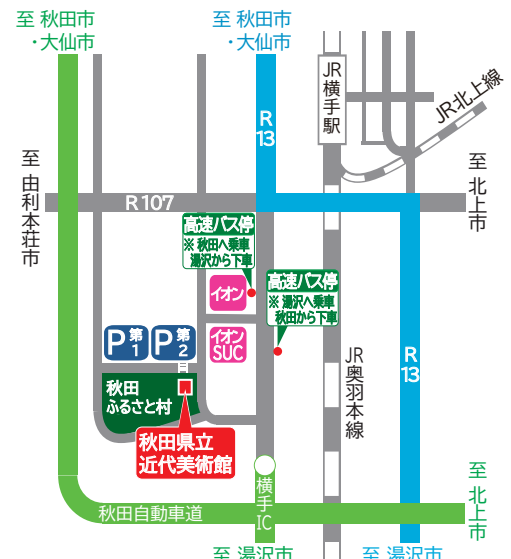 至 秋田市
・大仙市
至 秋田市
・大仙市
R
13
JR
横
手
駅
JR北上線
至
由
利
本
荘
市
至
北
上
市
R 107
高速バス停
※ 秋田へ乗車
湯沢から下車
イオン
高速バス停
※ 湯沢へ乗車
秋田から下車
P 第
1
P 第
2
イオン
SUC
JR
奥
羽
本
線
R
13
秋田
ふるさと村
秋田県立
近代美術館
横
手
IC
秋田自動車道
至
北
上
市
至 湯沢市
至 湯沢市